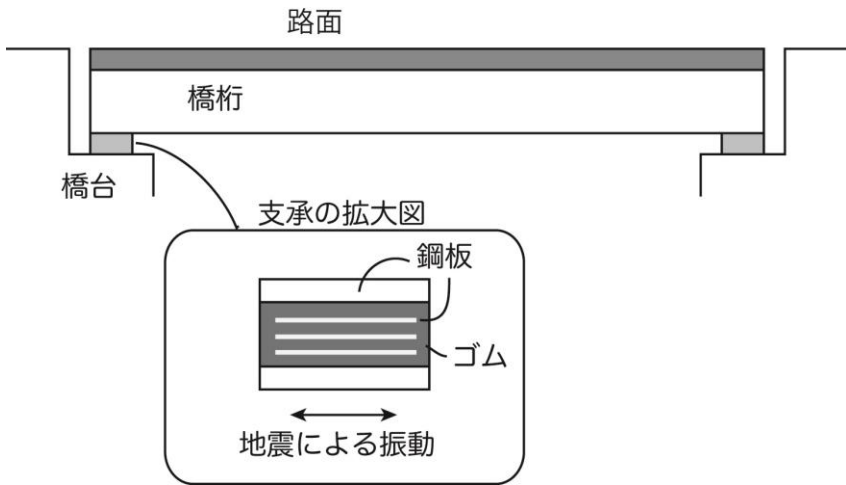 路面
橋桁
橋台
支承の拡大図
鋼板
ゴム
地震による振動